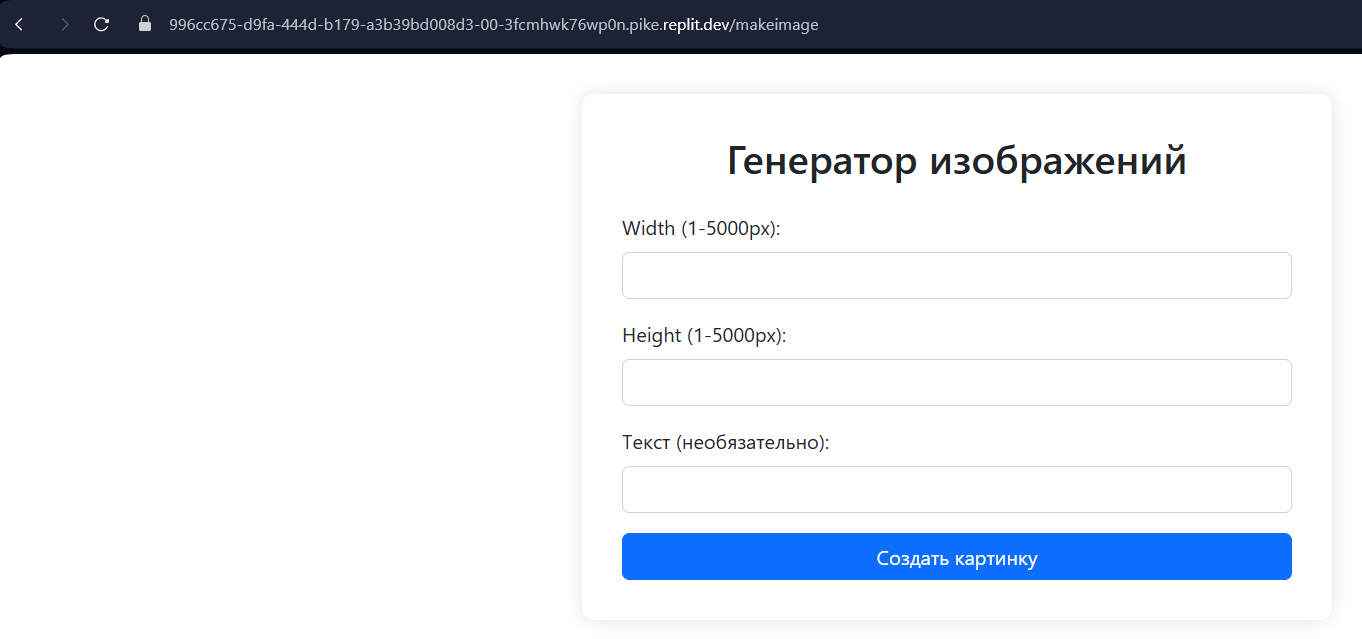 996cc675-d9fa-444d-b179-a3b39bd008d3-00-3fcmhwk76wp0n.pike.replit.dev/makeimage
Генератор изображений
Width (1-5000px):
Height (1-5000px):
Текст (необязательно):
Создать картинку